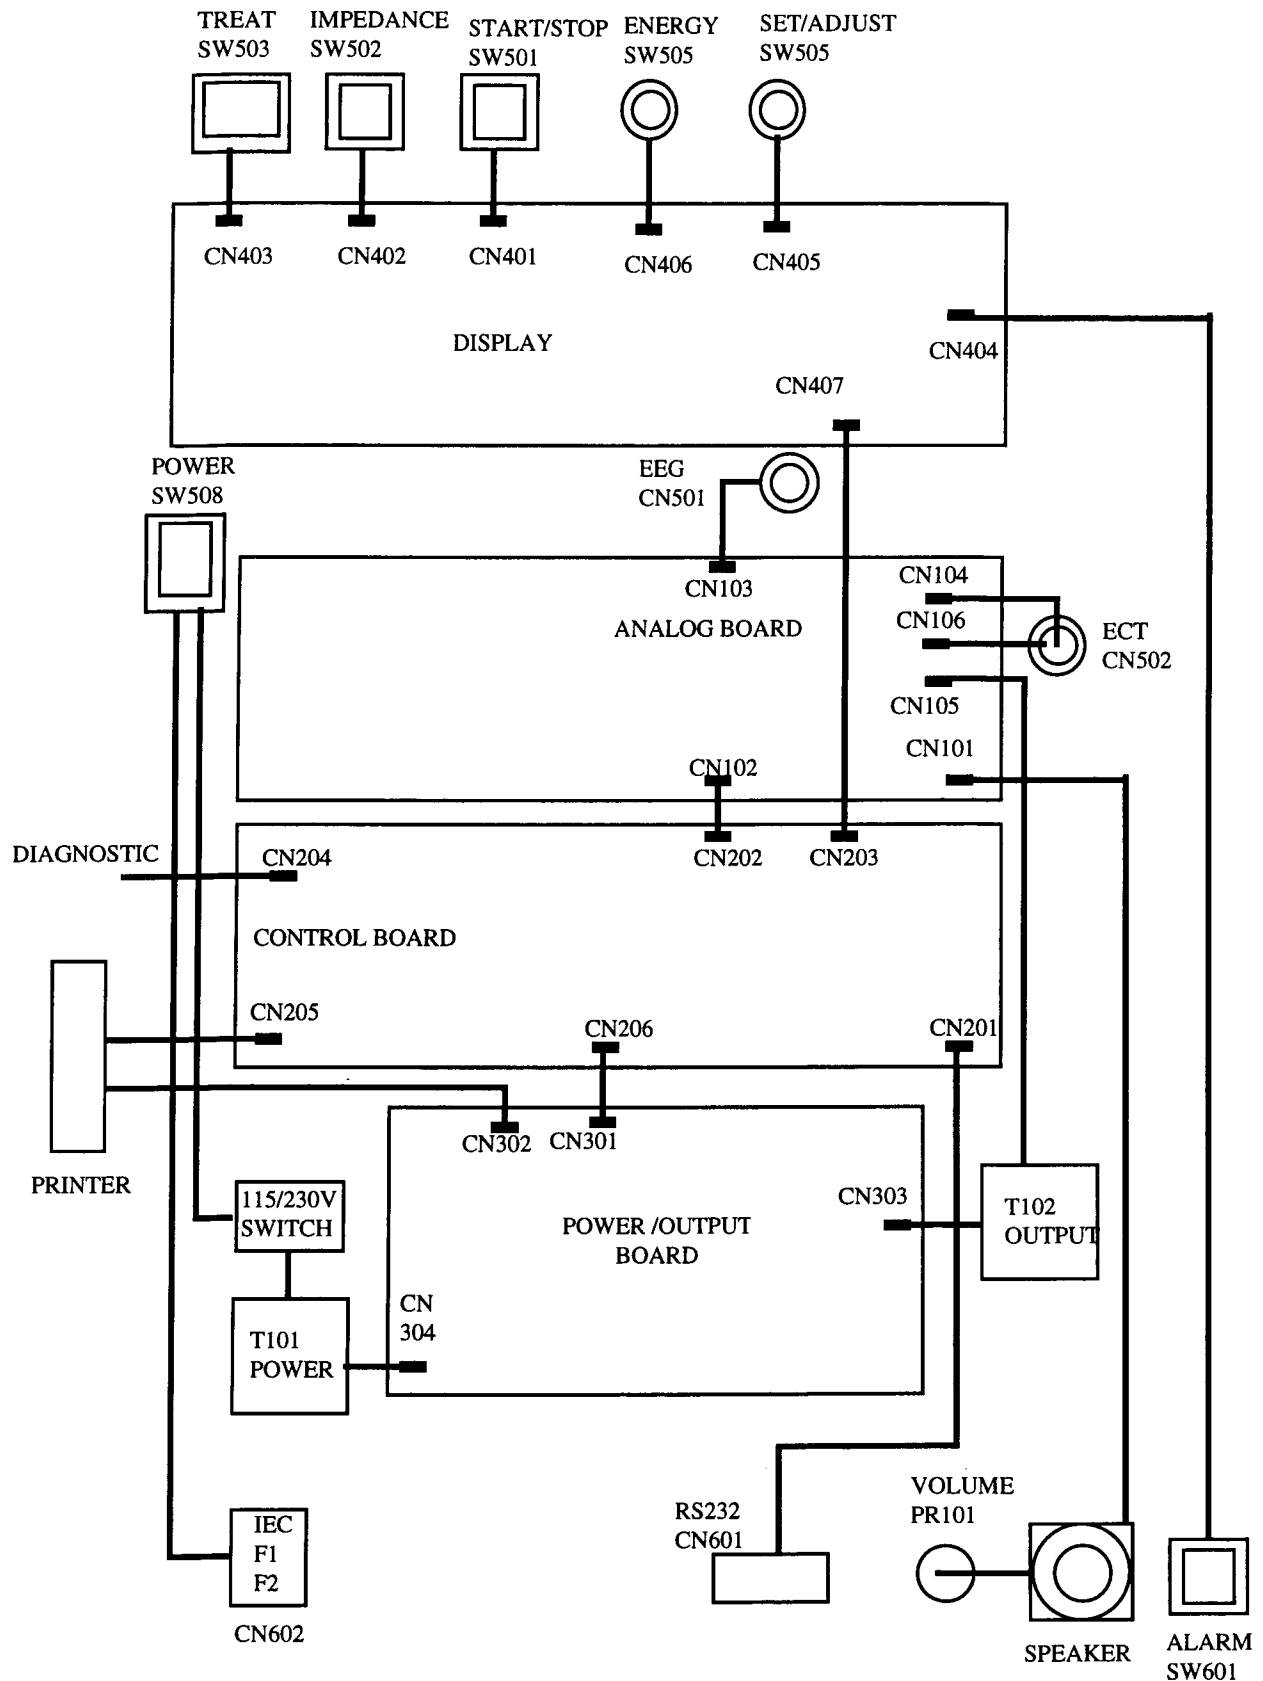 TREAT
SW503
IMPEDANCE
SW502
START/STOP
SW501
ENERGY
SW505
SET/ADJUST
SW505
CN403
CN402
CN401
CN406
CN405
DISPLAY
CN404
CN407
POWER
SW508
EEG
CN501
CN103
CN104
ANALOG BOARD
CN106
ECT
CN502
CN105
CN101
CN102
DIAGNOSTIC
CN204
CN202
CN203
CONTROL BOARD
CN205
CN206
CN201
CN302
CN301
PRINTER
115/230V
SWITCH
CN303
T102
OUTPUT
POWER /OUTPUT
BOARD
CN
304
T101
POWER
IEC
F1
F2
CN602
RS232
CN601
VOLUME
PR101
SPEAKER
ALARM
SW601